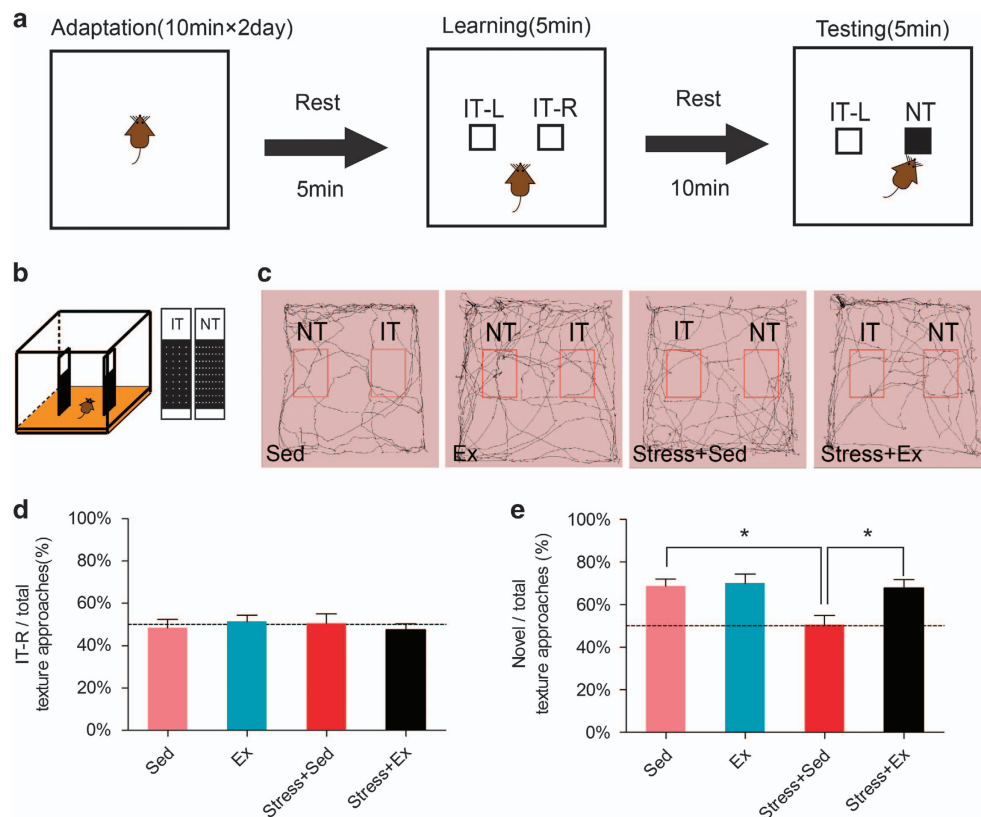 a
Adaptation(10min×2day)
Learning(5min)
Testing(5min)
Rest
5min
IT-L IT-R
Rest
10min
IT-L NT
b
IT NT
c
NT IT
Sed
NT IT
Ex
IT NT
Stress+Sed
IT NT
Stress+Ex
d
IT-R / total
texture approaches(%)
100%
80%
60%
40%
20%
0%
Sed
Ex
Stress+Sed
Stress+Ex
e
Novel / total
texture approaches (%)
100%
80%
60%
40%
20%
0%
*
*
Sed
Ex
Stress+Sed
Stress+Ex